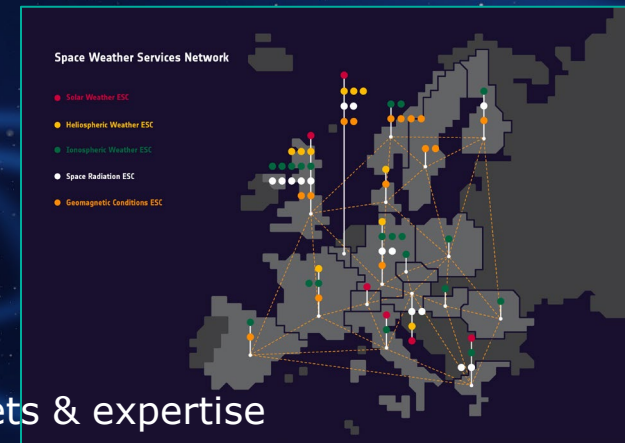 Space Weather Services Network
Solar Weather ESC
Heliospheric Weather ESC
Ionospheric Weather ESC
Space Radiation ESC
Geomagnetic Conditions ESC
& expertise